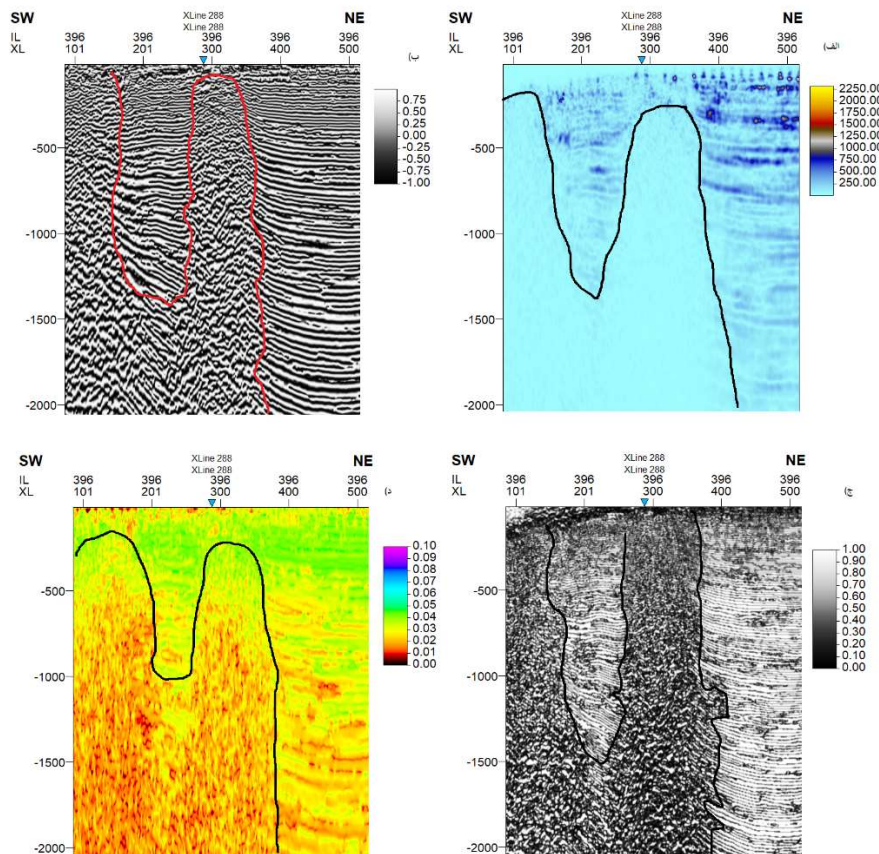 SW XLine 288 NE
XLine 288
IL 396 396 396 396 396
XL 101 201 300 400 500
ب)
0.75
0.50
0.25
0.00
-0.25
-0.50
-0.75
-1.00
-500
-1000
-1500
-2000
SW XLine 288 NE
XLine 288
IL 396 396 396 396 396
XL 101 201 300 400 500
الف)
2250.00
2000.00
1750.00
1500.00
1250.00
1000.00
750.00
500.00
250.00
-500
-1000
-1500
-2000
SW XLine 288 NE
XLine 288
IL 396 396 396 396 396
XL 101 201 300 400 500
د)
0.10
0.09
0.08
0.07
0.06
0.05
0.04
0.03
0.02
0.01
0.00
-500
-1000
-1500
-2000
SW XLine 288 NE
XLine 288
IL 396 396 396 396 396
XL 101 201 300 400 500
ج)
1.00
0.90
0.80
0.70
0.60
0.50
0.40
0.30
0.20
0.10
0.00
-500
-1000
-1500
-2000